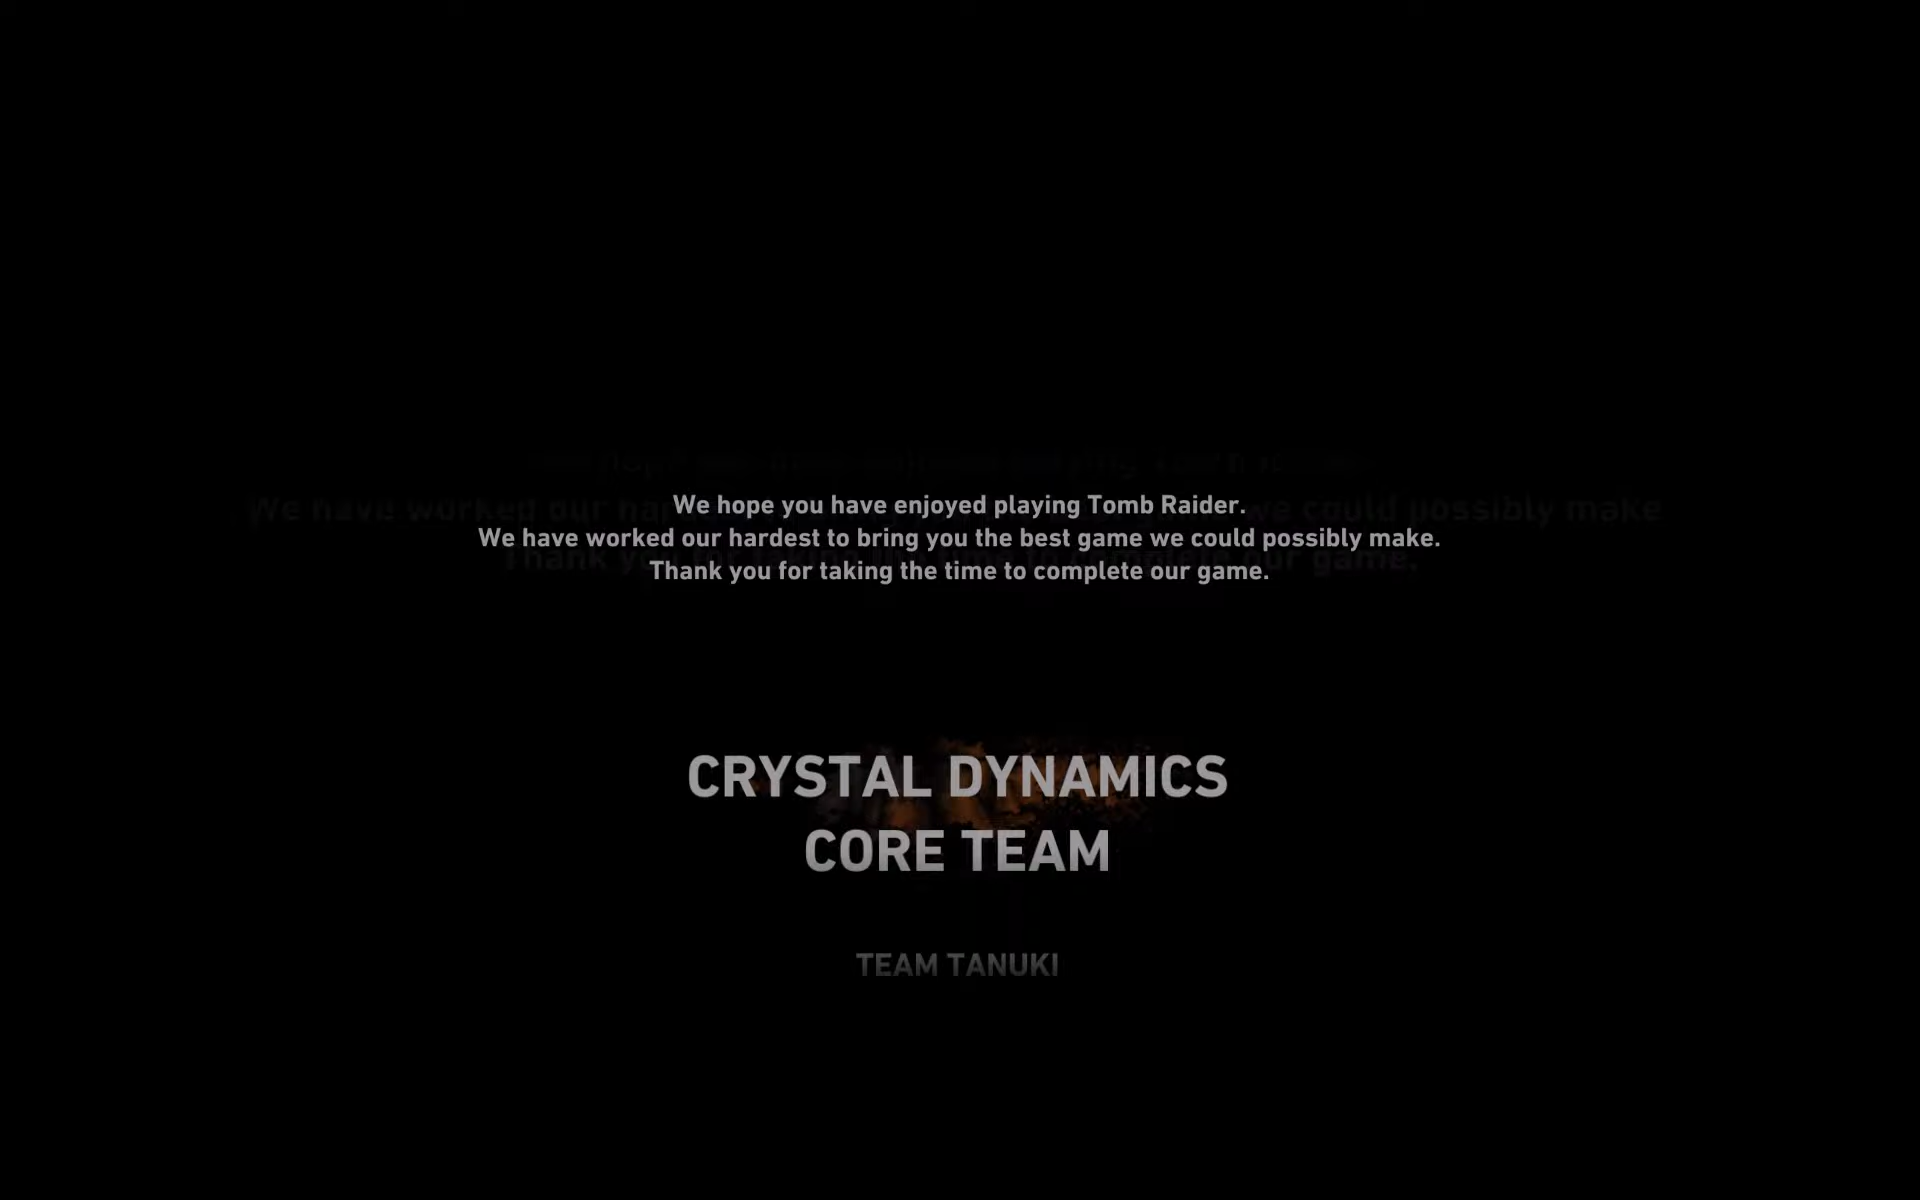 We hope you have enjoyed playing Tomb Raider.
We have worked our hardest to bring you the best game we could possibly make.
Thank you for taking the time to complete our game.
CRYSTAL DYNAMICS
CORE TEAM
TEAM TANUKI